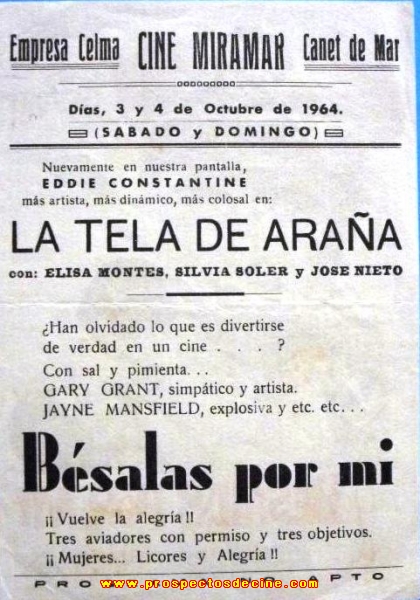 Empresa Celma CINE MIRAMAR Canet de Mar
Días, 3 y 4 de Octubre de 1964.
(SABADO y DOMINGO)
Nuevamente en nuestra pantalla,
EDDIE CONSTANTINE
más artista, más dinámico, más colosal en:
LA TELA DE ARAÑA
con: ELISA MONTES, SILVIA SOLER y JOSE NIETO
¿Han olvidado lo que es divertirse
de verdad en un cine . . . ?
Con sal y pimienta. . .
GARY GRANT, simpático y artista.
JAYNE MANSFIELD, explosiva y etc. etc. . .
Bésalas por mi
¡¡Vuelve la alegría!!
Tres aviadores con permiso y tres objetivos.
¡¡Mujeres... Licores y Alegría!!
www.prospectosdecine.com
APTO